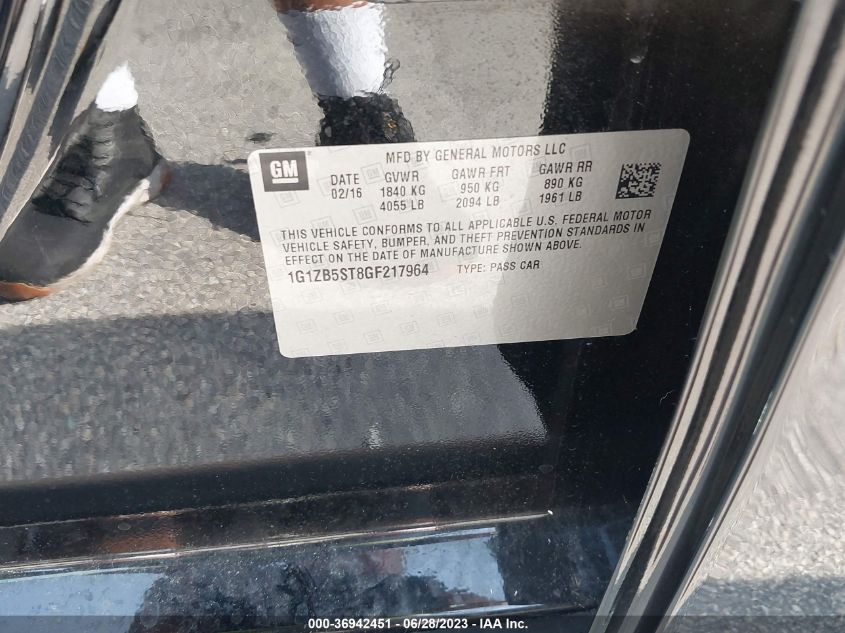 MFD BY GENERAL MOTORS LLC
GM
DATE GVWR GAWR FRT GAWR RR
02/16 1840 KG 950 KG 890 KG
4055 LB 2094 LB 1961 LB
THIS VEHICLE CONFORMS TO ALL APPLICABLE U.S. FEDERAL MOTOR
VEHICLE SAFETY, BUMPER, AND THEFT PREVENTION STANDARDS IN
EFFECT ON THE DATE OF MANUFACTURE SHOWN ABOVE.
1G1ZB5ST8GF217964 TYPE: PASS CAR
000-36942451 - 06/28/2023 - IAA Inc.